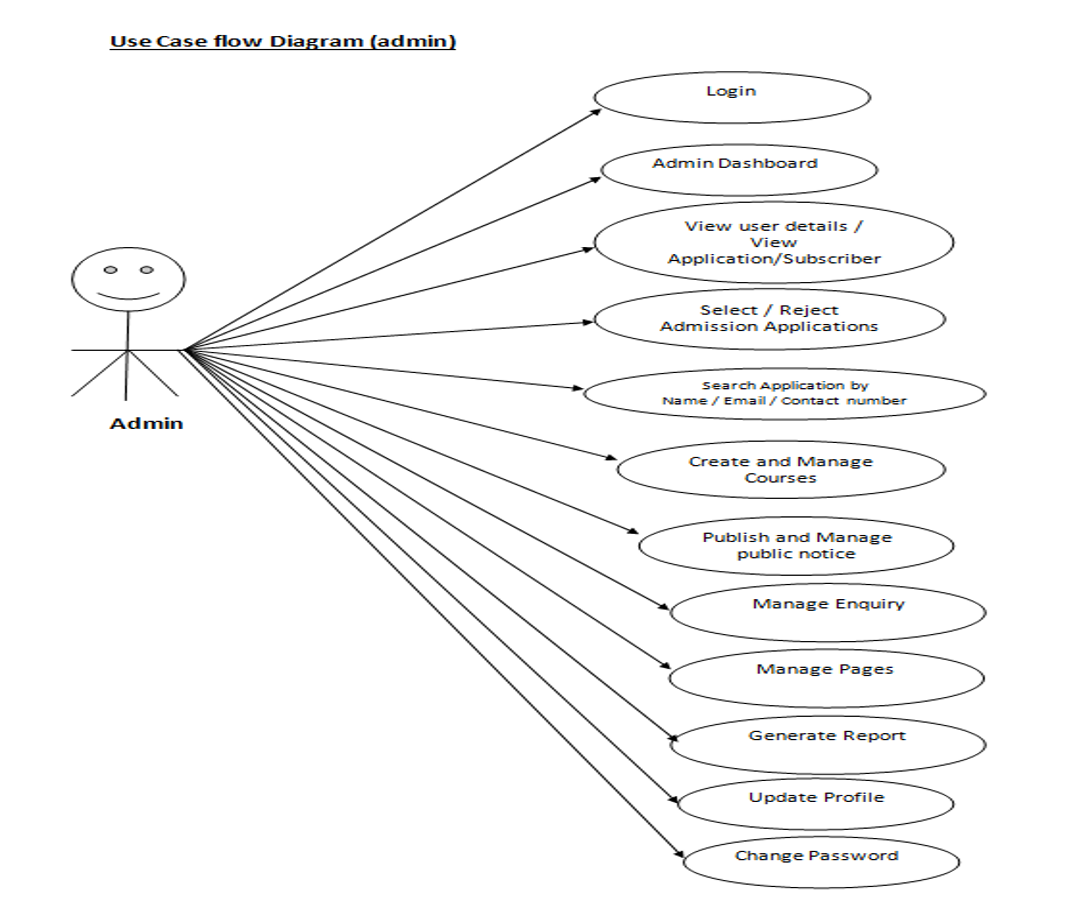 Use Case flow Diagram (admin)
Login
Admin Dashboard
View user details /
View
Application/Subscriber
Select / Reject
Admission Applications
Search Application by
Name / Email / Contact number
Create and Manage
Courses
Publish and Manage
public notice
Manage Enquiry
Manage Pages
Generate Report
Update Profile
Change Password
Admin